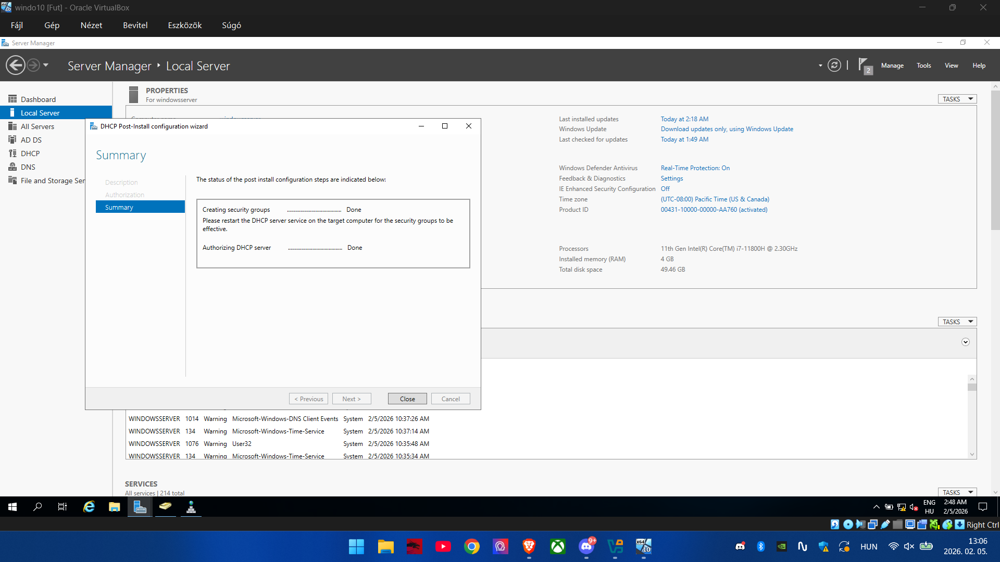 windo10 [Fut] - Oracle VirtualBox
Fájl Gép Nézet Bevitel Eszközök Súgó
Server Manager
Server Manager Local Server
2 Manage Tools View Help
Dashboard
Local Server
All Servers
AD DS
DHCP
DNS
File and Storage Ser
PROPERTIES
For windowsserver
TASKS
Last installed updates Today at 2:18 AM
Windows Update Download updates only, using Windows Update
Last checked for updates Today at 1:49 AM
Windows Defender Antivirus Real-Time Protection: On
Feedback & Diagnostics Settings
IE Enhanced Security Configuration Off
Time zone (UTC-08:00) Pacific Time (US & Canada)
Product ID 00431-10000-00000-AA760 (activated)
Processors 11th Gen Intel(R) Core(TM) i7-11800H @ 2.30GHz
Installed memory (RAM) 4 GB
Total disk space 49.46 GB
DHCP Post-Install configuration wizard
Summary
Description
Authorization
Summary
The status of the post install configuration steps are indicated below:
Creating security groups ........................................ Done
Please restart the DHCP server service on the target computer for the security groups to be
effective.
Authorizing DHCP server ........................................ Done
< Previous Next > Close Cancel
TASKS
WINDOWSSERVER 1014 Warning Microsoft-Windows-DNS Client Events System 2/5/2026 10:37:26 AM
WINDOWSSERVER 134 Warning Microsoft-Windows-Time-Service System 2/5/2026 10:37:14 AM
WINDOWSSERVER 1076 Warning User32 System 2/5/2026 10:35:48 AM
WINDOWSSERVER 134 Warning Microsoft-Windows-Time-Service System 2/5/2026 10:35:34 AM
SERVICES
All services | 214 total
TASKS
ENG
HU
2:48 AM
2/5/2026
Right Ctrl
x64
10
9+
HUN
13:06
2026. 02. 05.